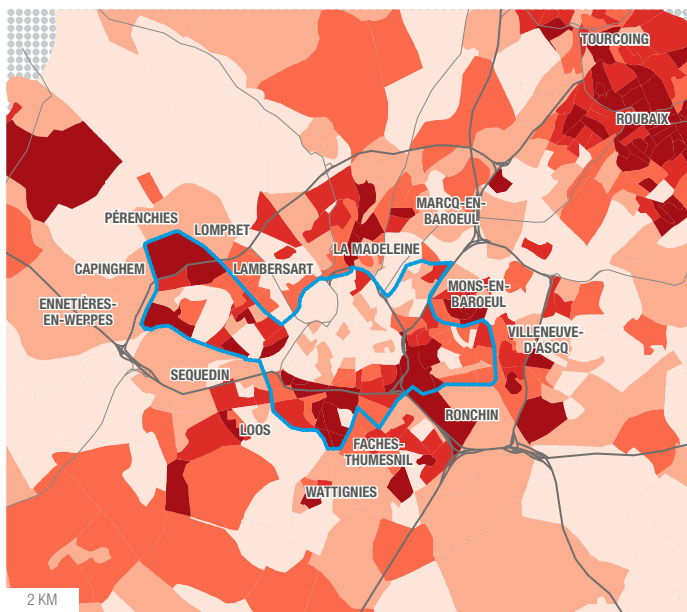 TOURCOING
ROUBAIX
MARCQ-EN-
BAROEUL
PÉRENCHIES
LOMPRET
LA MADELEINE
CAPINGHEM
LAMBERSART
MONS-EN-
BAROEUL
ENNETIÈRES-
EN-WEPPES
VILLENEUVE-
D'ASCQ
SEQUEDIN
RONCHIN
LOOS
FACHES-
THUMESNIL
WATTIGNIES
2 KM